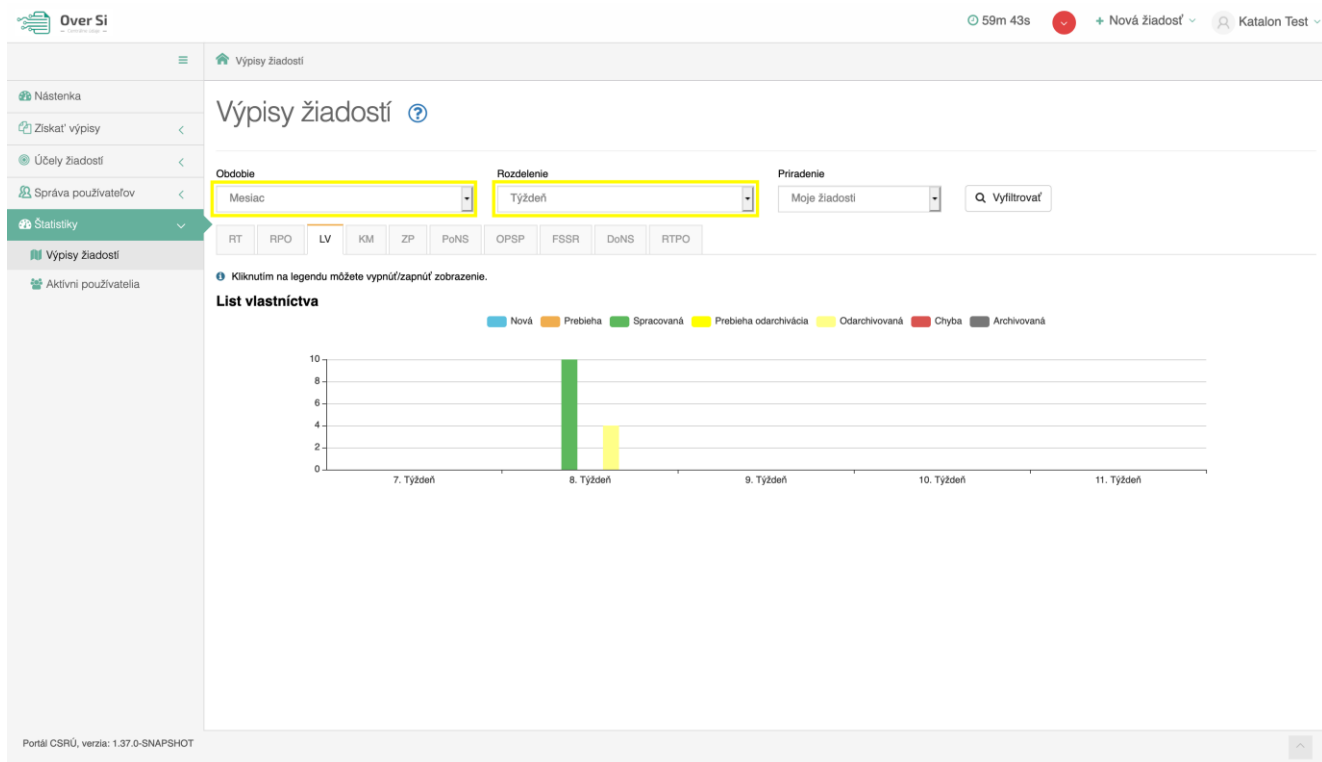 Over Si
59m 43s
+ Nová žiadosť
Katalon Test
Výpisy žiadostí
Nástenka
Získať výpisy
Účely žiadostí
Správa používateľov
Štatistiky
Výpisy žiadostí
Aktívni používatelia
Výpisy žiadostí
Obdobie Rozdelenie Priradenie
Mesiac Týždeň Moje žiadosti Vyfiltrovať
RT RPO LV KM ZP PoNS OPSP FSSR DoNS RTPO
Kliknutim na legendu môžete vypnúť/zapnúť zobrazenie.
List vlastníctva
Nová Prebieha Spracovaná Prebieha odarchivácia Odarchivovaná Chyba Archivovaná
10
8
6
4
2
0
7. Týždeň 8. Týždeň 9. Týždeň 10. Týždeň 11. Týždeň
Portál CSRÚ, verzia: 1.37.0-SNAPSHOT